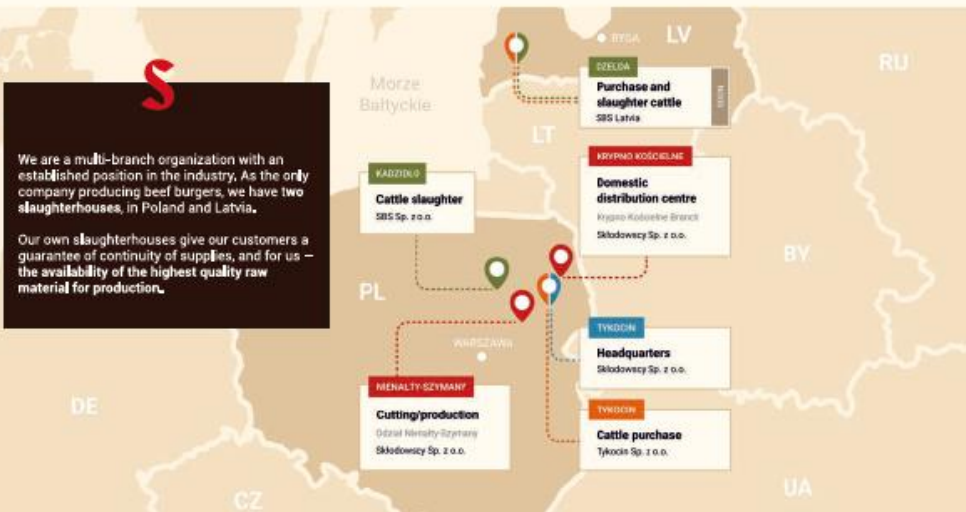 S
We are a multi-branch organization with an
established position in the industry. As the only
company producing beef burgers, we have two
slaughterhouses, in Poland and Latvia.
Our own slaughterhouses give our customers a
guarantee of continuity of supplies, and for us –
the availability of the highest quality raw
material for production.
Morze
Bałtyckie
RYGA
LV
RU
LT
BY
PL
WARSZAWA
DE
CZ
UA
DZELDA
Purchase and
slaughter cattle
SBS Latvia
KADZIDŁO
Cattle slaughter
SBS Sp. z o.o.
KRYPNO KOŚCIELNE
Domestic
distribution centre
Krypno Kościelne Branch
Skłodowscy Sp. z o.o.
TYKOCIN
Headquarters
Skłodowscy Sp. z o.o.
NIENAŁTY-SZYMANY
Cutting/production
Odział Nienałty-Szymany
Skłodowscy Sp. z o.o.
TYKOCIN
Cattle purchase
Tykocin Sp. z o.o.